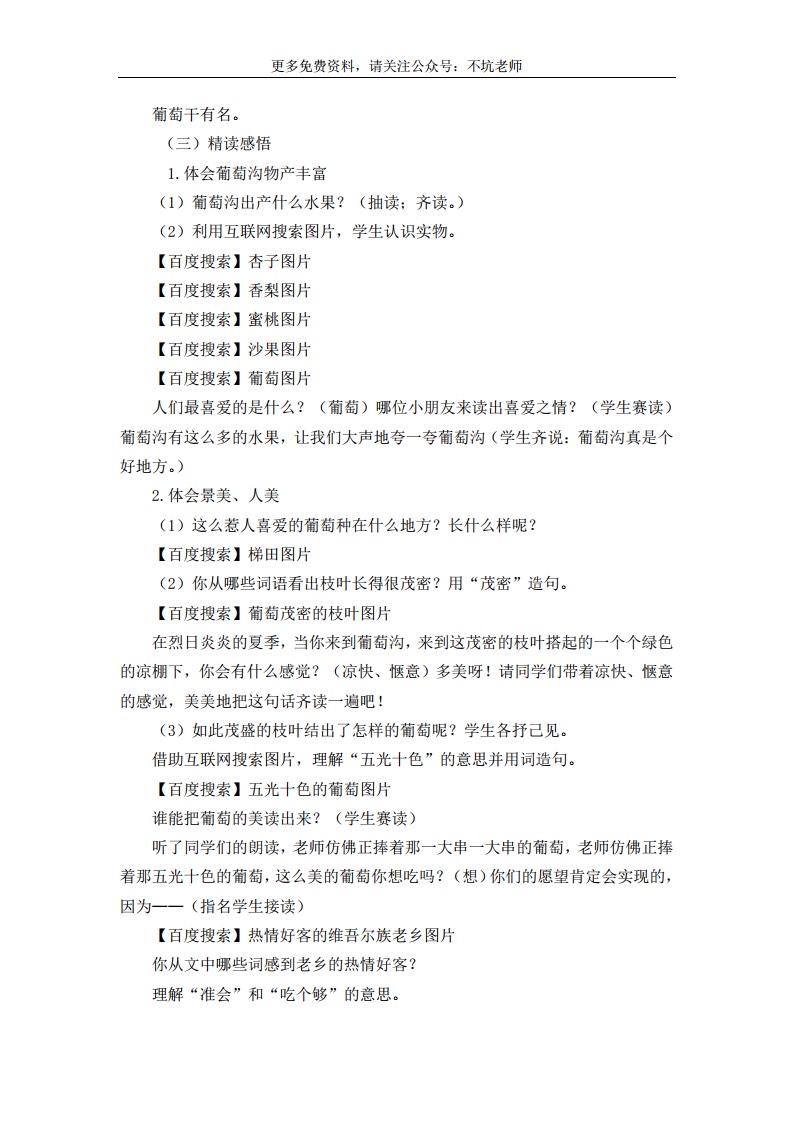 更多免费资料，请关注公众号：不坑老师
葡萄干有名。
（三）精读感悟
1.体会葡萄沟物产丰富
（1）葡萄沟出产什么水果？（抽读；齐读。）
（2）利用互联网搜索图片，学生认识实物。
【百度搜索】杏子图片
【百度搜索】香梨图片
【百度搜索】蜜桃图片
【百度搜索】沙果图片
【百度搜索】葡萄图片
人们最喜爱的是什么？（葡萄）哪位小朋友来读出喜爱之情？（学生赛读）
葡萄沟有这么多的水果，让我们大声地夸一夸葡萄沟（学生齐说：葡萄沟真是个
好地方。）
2.体会景美、人美
（1）这么惹人喜爱的葡萄种在什么地方？长什么样呢？
【百度搜索】梯田图片
（2）你从哪些词语看出枝叶长得很茂密？用“茂密”造句。
【百度搜索】葡萄茂密的枝叶图片
在烈日炎炎的夏季，当你来到葡萄沟，来到这茂密的枝叶搭起的一个个绿色
的凉棚下，你会有什么感觉？（凉快、惬意）多美呀！请同学们带着凉快、惬意
的感觉，美美地把这句话齐读一遍吧！
（3）如此茂盛的枝叶结出了怎样的葡萄呢？学生各抒己见。
借助互联网搜索图片，理解“五光十色”的意思并用词造句。
【百度搜索】五光十色的葡萄图片
谁能把葡萄的美读出来？（学生赛读）
听了同学们的朗读，老师仿佛正捧着那一大串一大串的葡萄，老师仿佛正捧
着那五光十色的葡萄，这么美的葡萄你想吃吗？（想）你们的愿望肯定会实现的，
因为——（指名学生接读）
【百度搜索】热情好客的维吾尔族老乡图片
你从文中哪些词感到老乡的热情好客？
理解“准会”和“吃个够”的意思。